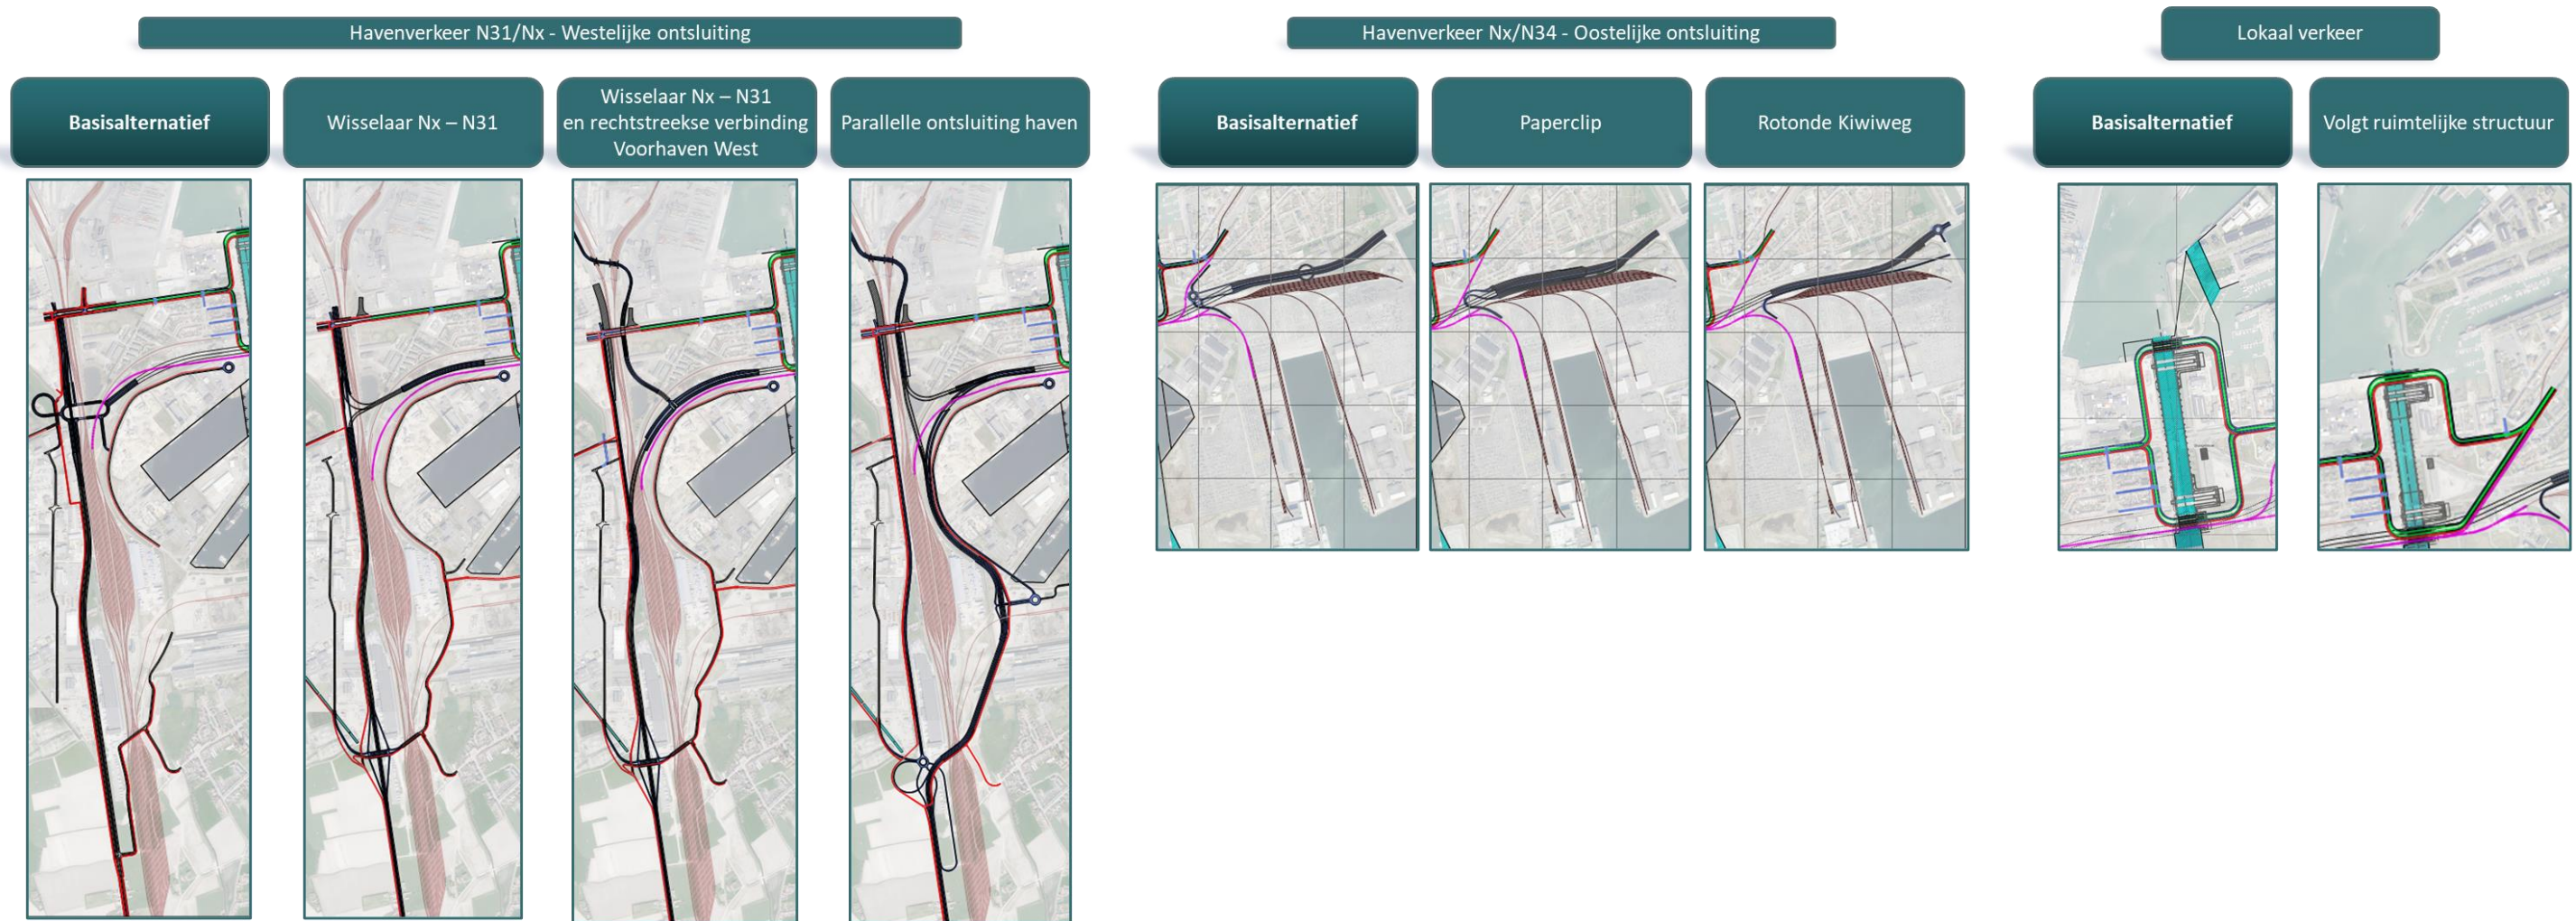 Havenverkeer N31/Nx - Westelijke ontsluiting
Basisalternatief
Wisselaar Nx – N31
Wisselaar Nx – N31
en rechtstreekse verbinding
Voorhaven West
Parallelle ontsluiting haven
Havenverkeer Nx/N34 - Oostelijke ontsluiting
Basisalternatief
Paperclip
Rotonde Kiwiweg
Lokaal verkeer
Basisalternatief
Volgt ruimtelijke structuur